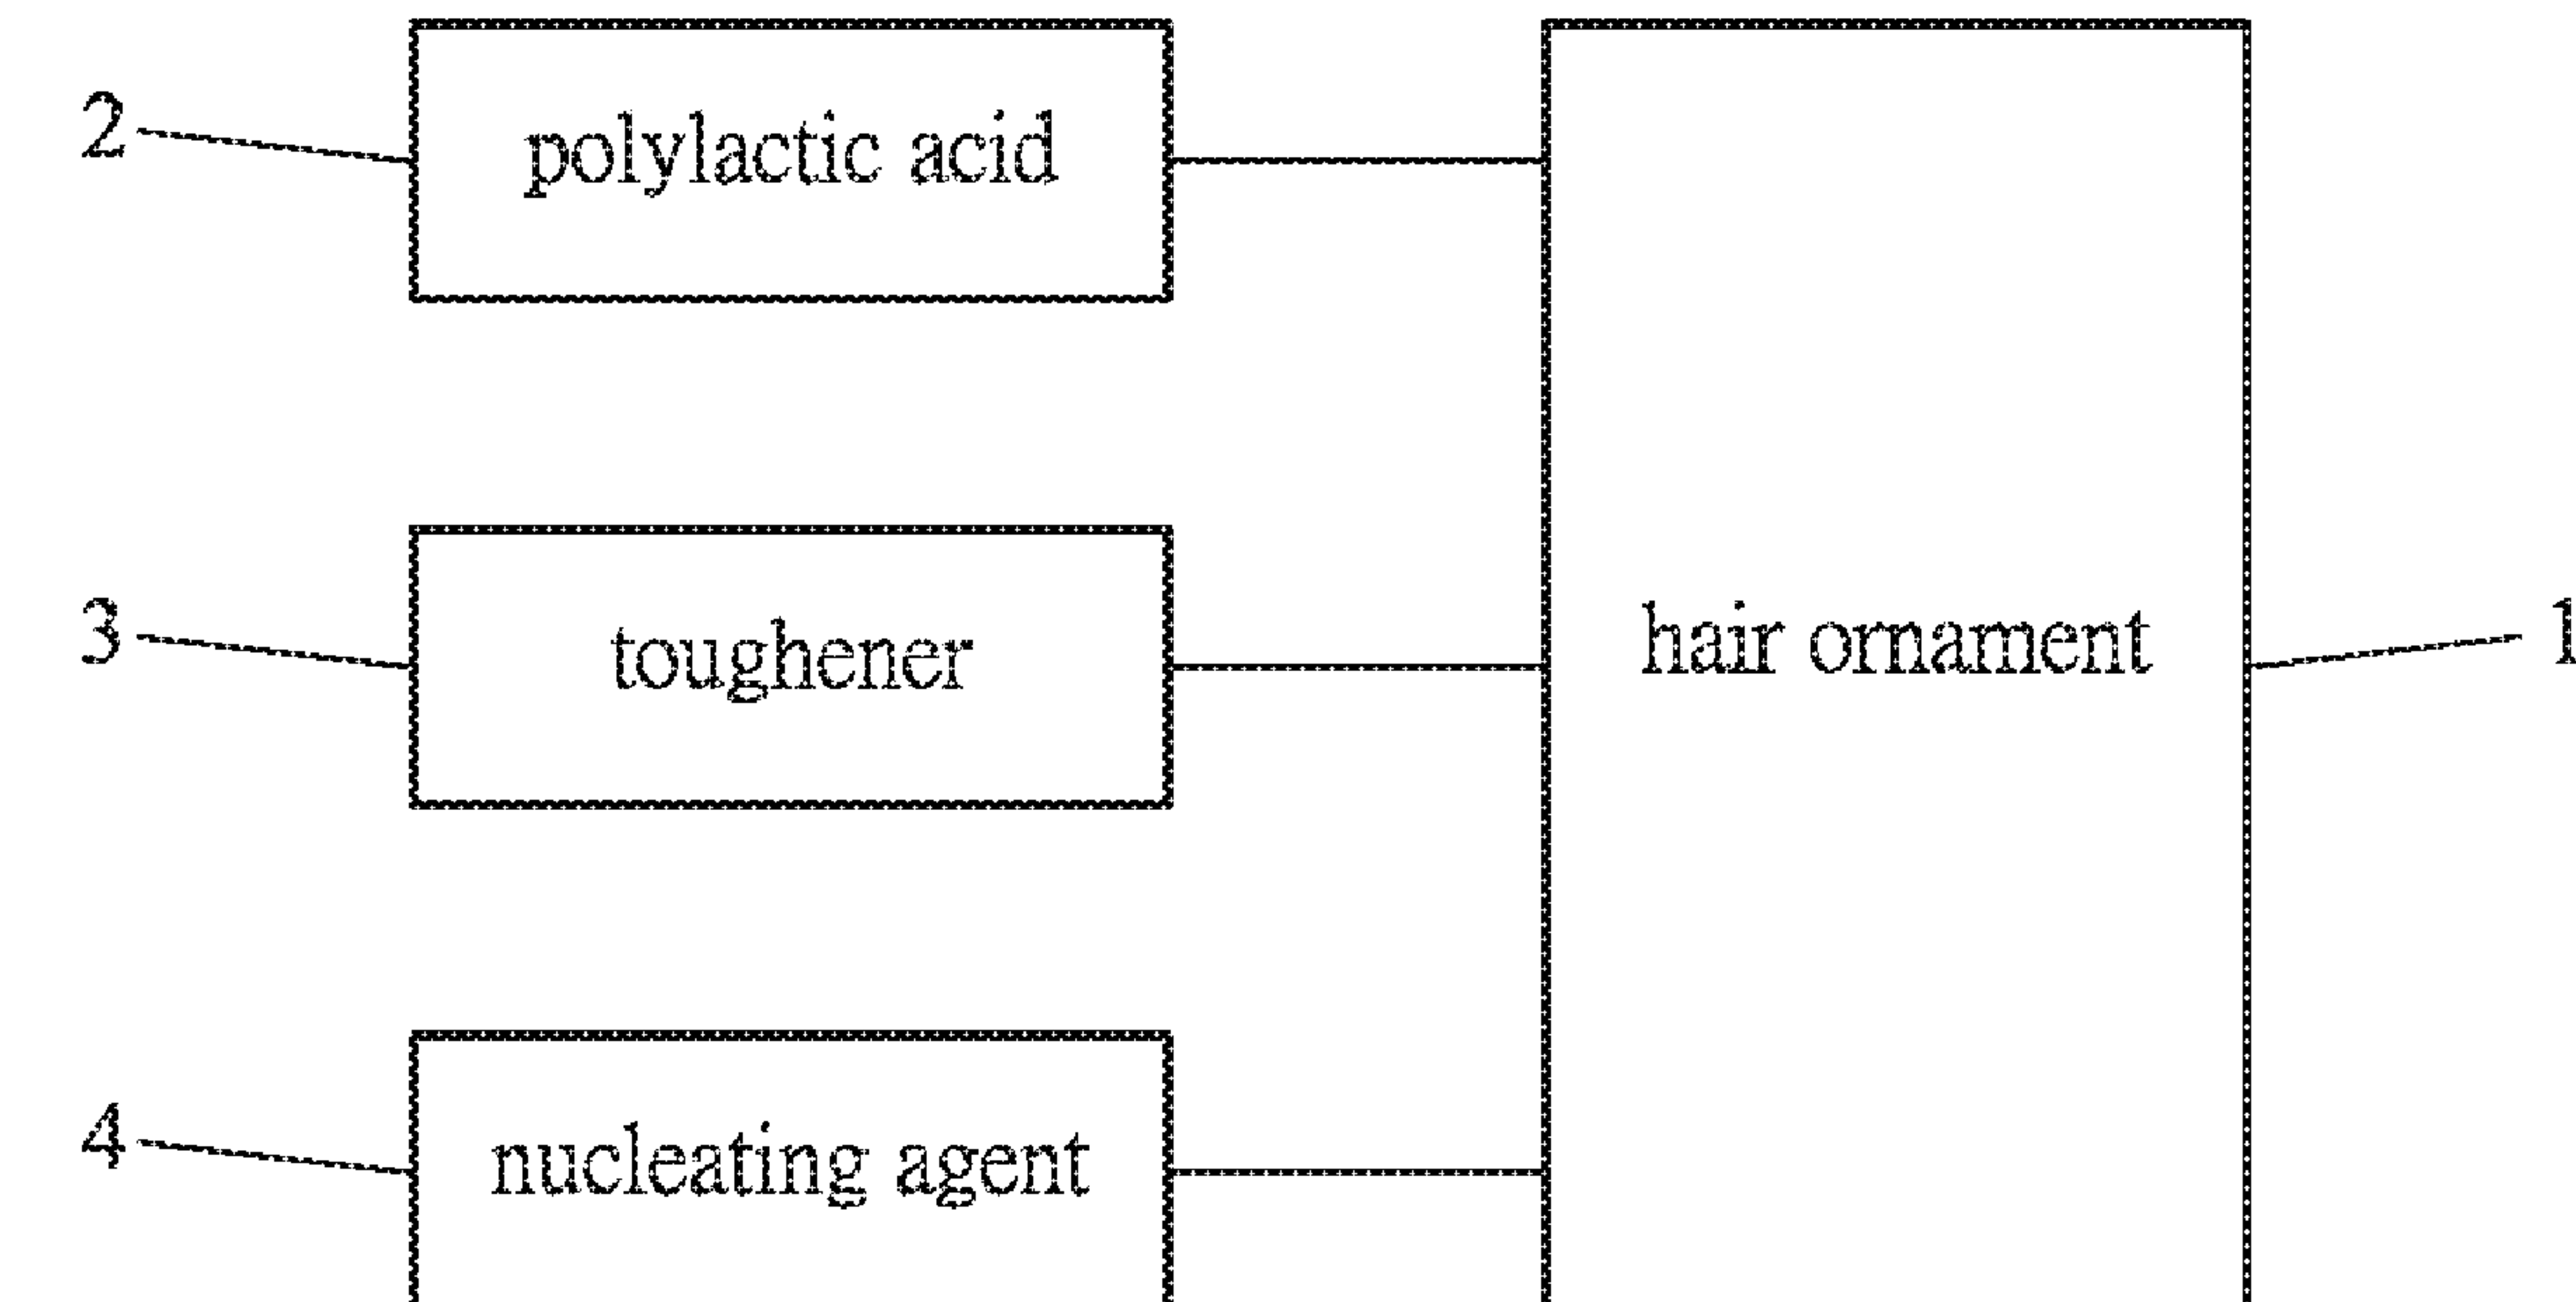 2
polylactic acid
3
toughener
hair ornament
1
4
nucleating agent